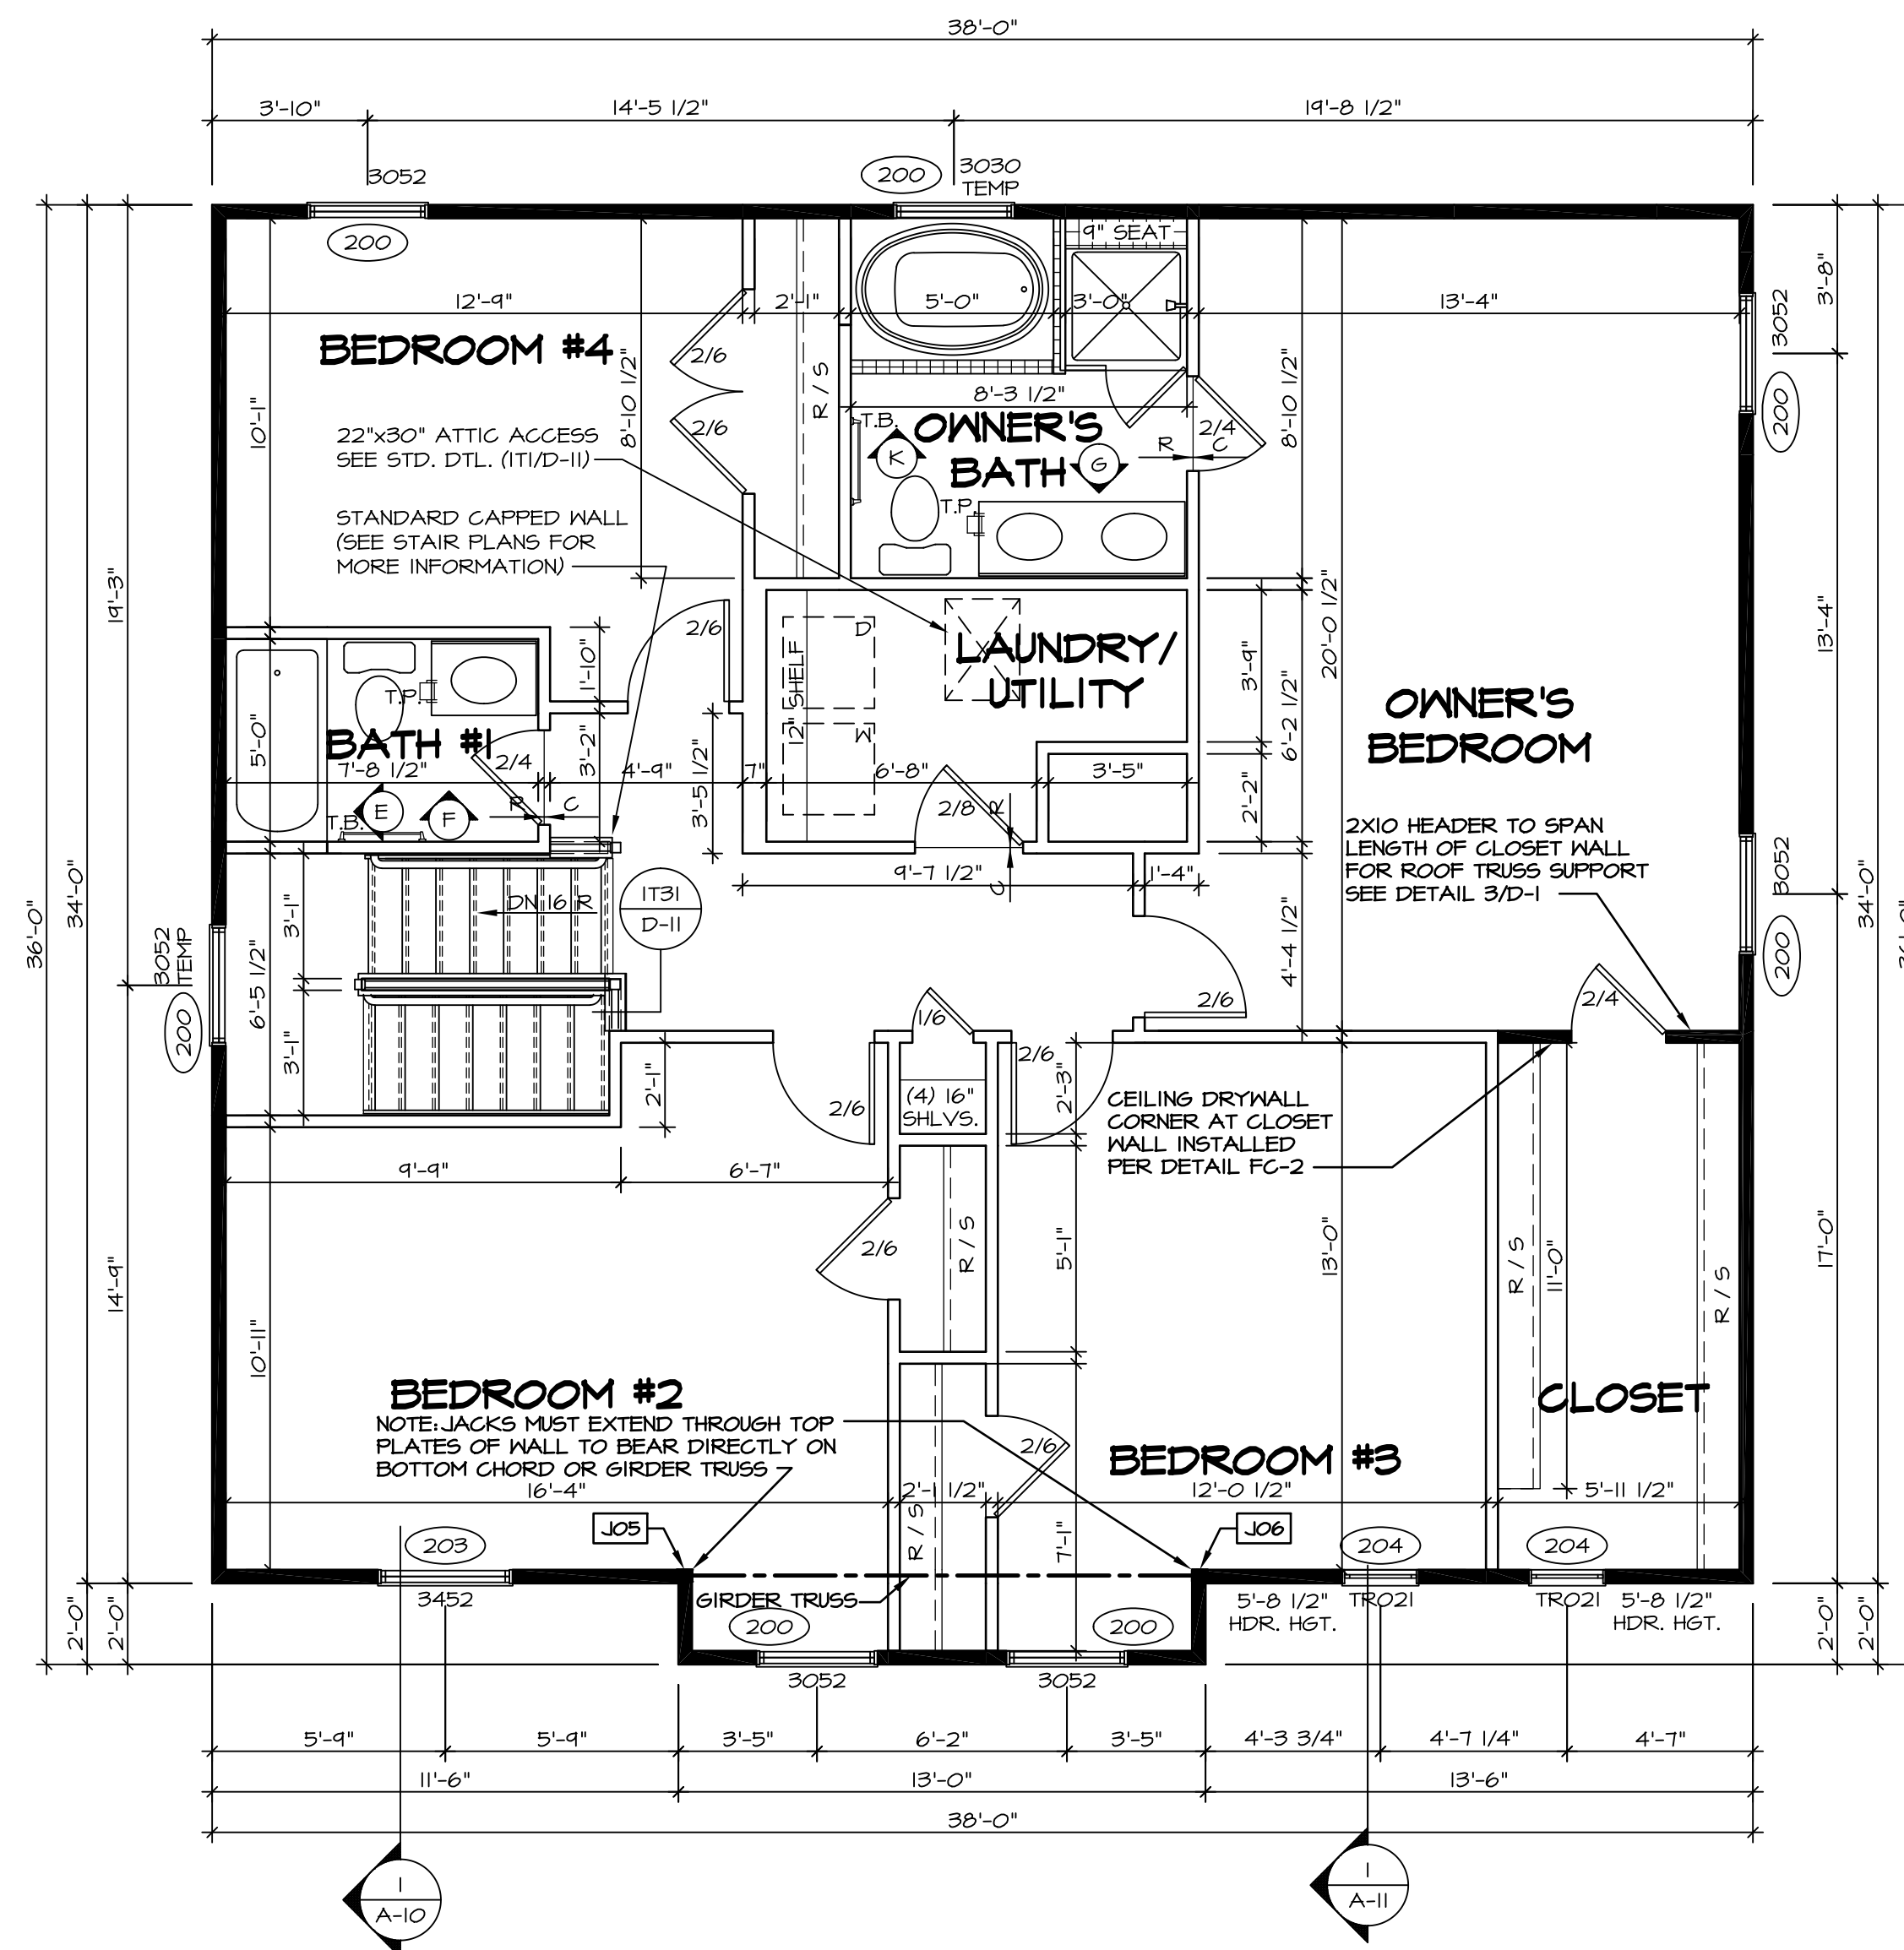 38'-0"
3'-10"
14'-5 1/2"
19'-8 1/2"
3052
200
3030
TEMP
200
9" SEAT
12'-9"
2'-1"
5'-0"
3'-0"
13'-4"
3'-8"
3052
200
BEDROOM #4
2/6
8'-10 1/2"
R / S
8'-3 1/2"
8'-10 1/2"
10'-1"
22"x30" ATTIC ACCESS
SEE STD. DTL. (1T1/D-11)
2/6
T.B.
OWNER'S
BATH
K
G
2/4
R
C
T.P.
STANDARD CAPPED WALL
(SEE STAIR PLANS FOR
MORE INFORMATION)
19'-3"
20'-0 1/2"
13'-4"
2/6
D
12" SHELF
W
LAUNDRY/
UTILITY
1'-10"
3'-9"
6'-2 1/2"
OWNER'S
BEDROOM
T.P.
5'-0"
BATH #1
7'-8 1/2"
2/4
3'-2"
4'-9"
3'-5 1/2"
7"
6'-8"
3'-5"
2'-2"
2/8
R
C
T.B.
E
F
R
C
2X10 HEADER TO SPAN
LENGTH OF CLOSET WALL
FOR ROOF TRUSS SUPPORT
SEE DETAIL 3/D-1
3052
200
34'-0"
36'-0"
34'-0"
9'-7 1/2"
1'-4"
DN 16 R
1T31
D-11
3'-1"
6'-5 1/2"
3'-1"
3052
TEMP
200
4'-4 1/2"
2/6
2/4
1/6
2/6
2'-1"
2/6
(4) 16"
SHLVS.
2'-3"
CEILING DRYWALL
CORNER AT CLOSET
WALL INSTALLED
PER DETAIL FC-2
9'-9"
6'-7"
2/6
R / S
5'-1"
13'-0"
R / S
11'-0"
R / S
17'-0"
14'-9"
10'-11"
BEDROOM #2
NOTE: JACKS MUST EXTEND THROUGH TOP
PLATES OF WALL TO BEAR DIRECTLY ON
BOTTOM CHORD OR GIRDER TRUSS
CLOSET
2/6
BEDROOM #3
16'-4"
2'-1 1/2"
12'-0 1/2"
5'-11 1/2"
R / S
7'-1"
203
J05
J06
204
204
3452
GIRDER TRUSS
200
200
5'-8 1/2"
HDR. HGT.
TR021
TR021
5'-8 1/2"
HDR. HGT.
2'-0"
2'-0"
2'-0"
2'-0"
3052
3052
5'-9"
5'-9"
3'-5"
6'-2"
3'-5"
4'-3 3/4"
4'-7 1/4"
4'-7"
11'-6"
13'-0"
13'-6"
38'-0"
1
A-10
1
A-11